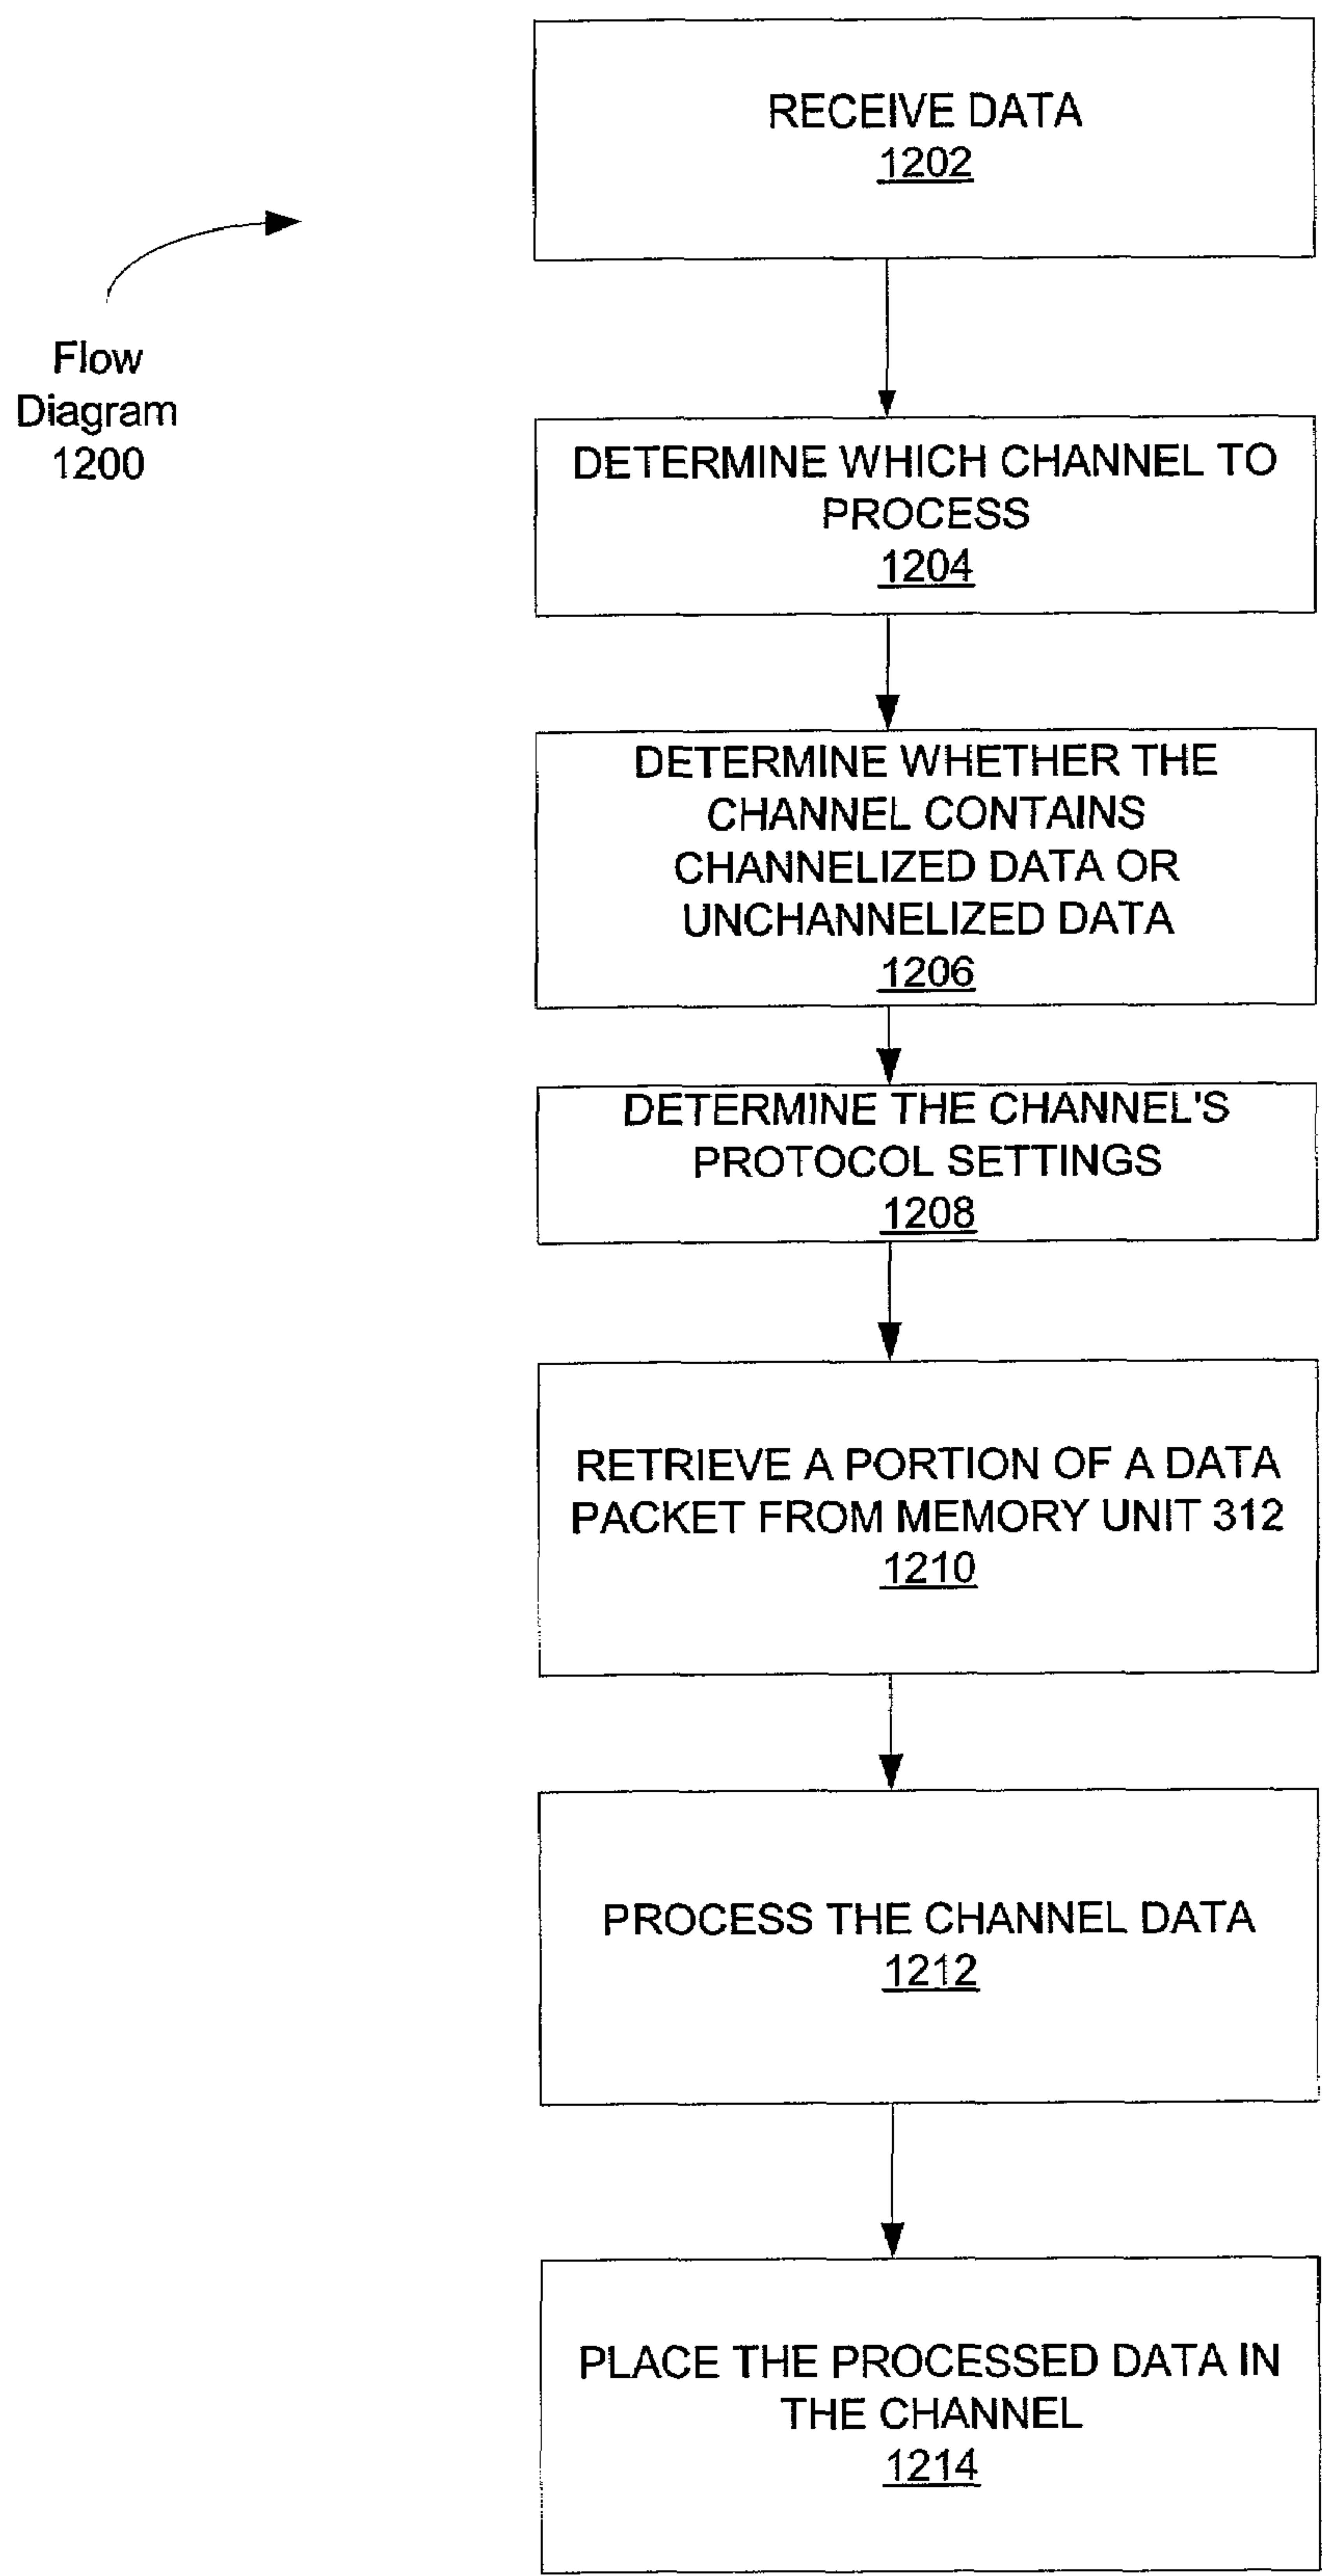 RECEIVE DATA
1202
Flow
Diagram
1200
DETERMINE WHICH CHANNEL TO
PROCESS
1204
DETERMINE WHETHER THE
CHANNEL CONTAINS
CHANNELIZED DATA OR
UNCHANNELIZED DATA
1206
DETERMINE THE CHANNEL'S
PROTOCOL SETTINGS
1208
RETRIEVE A PORTION OF A DATA
PACKET FROM MEMORY UNIT 312
1210
PROCESS THE CHANNEL DATA
1212
PLACE THE PROCESSED DATA IN
THE CHANNEL
1214